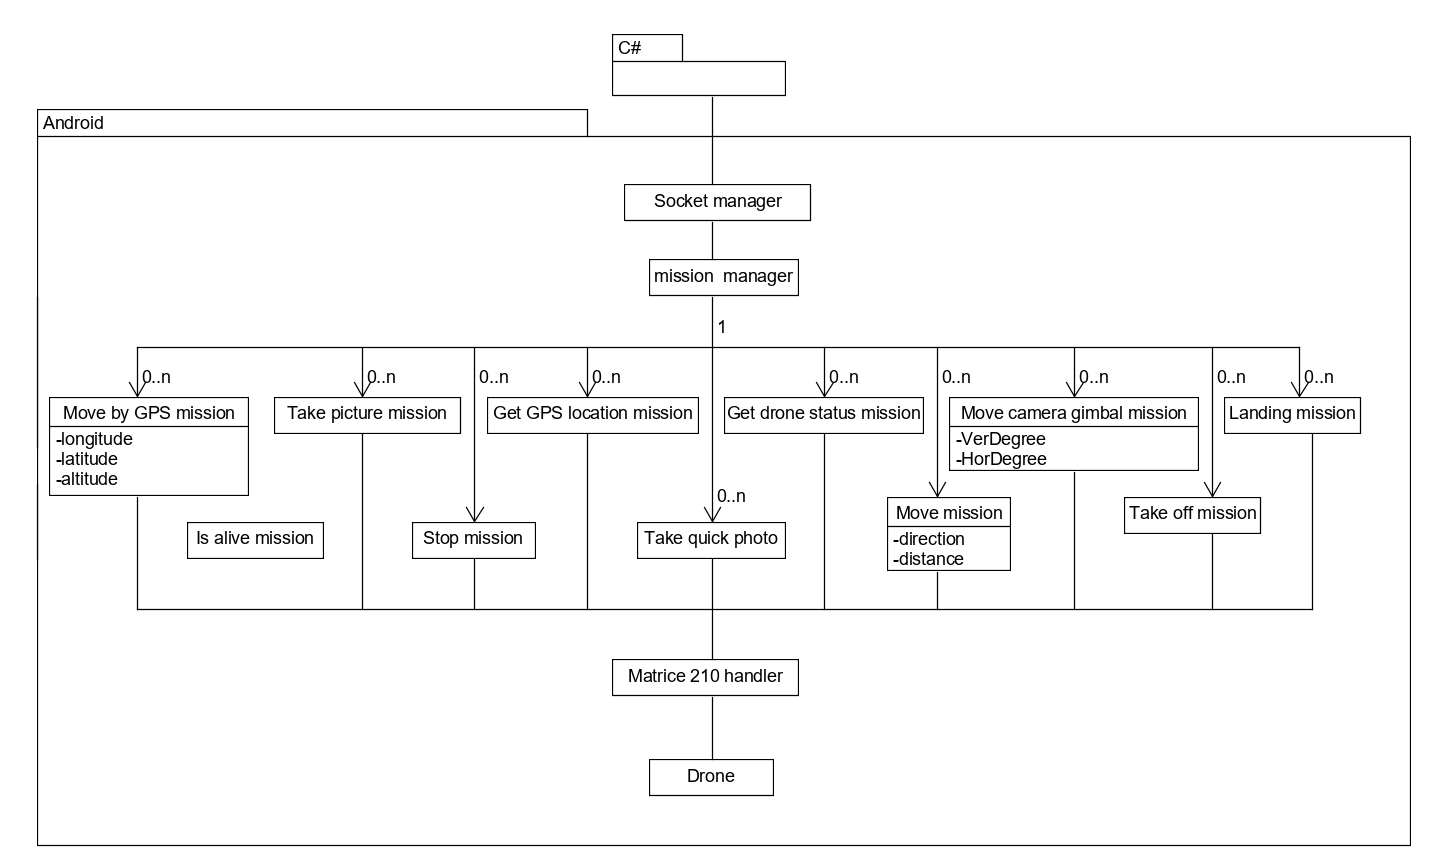 C#
Android
Socket manager
mission  manager
1
0..n
0..n
0..n
0..n
0..n
0..n
0..n
0..n
0..n
Move by GPS mission
-longitude
-latitude
-altitude
Take picture mission
Get GPS location mission
Get drone status mission
Move camera gimbal mission
-VerDegree
-HorDegree
Landing mission
0..n
Is alive mission
Stop mission
Take quick photo
Move mission
-direction
-distance
Take off mission
Matrice 210 handler
Drone